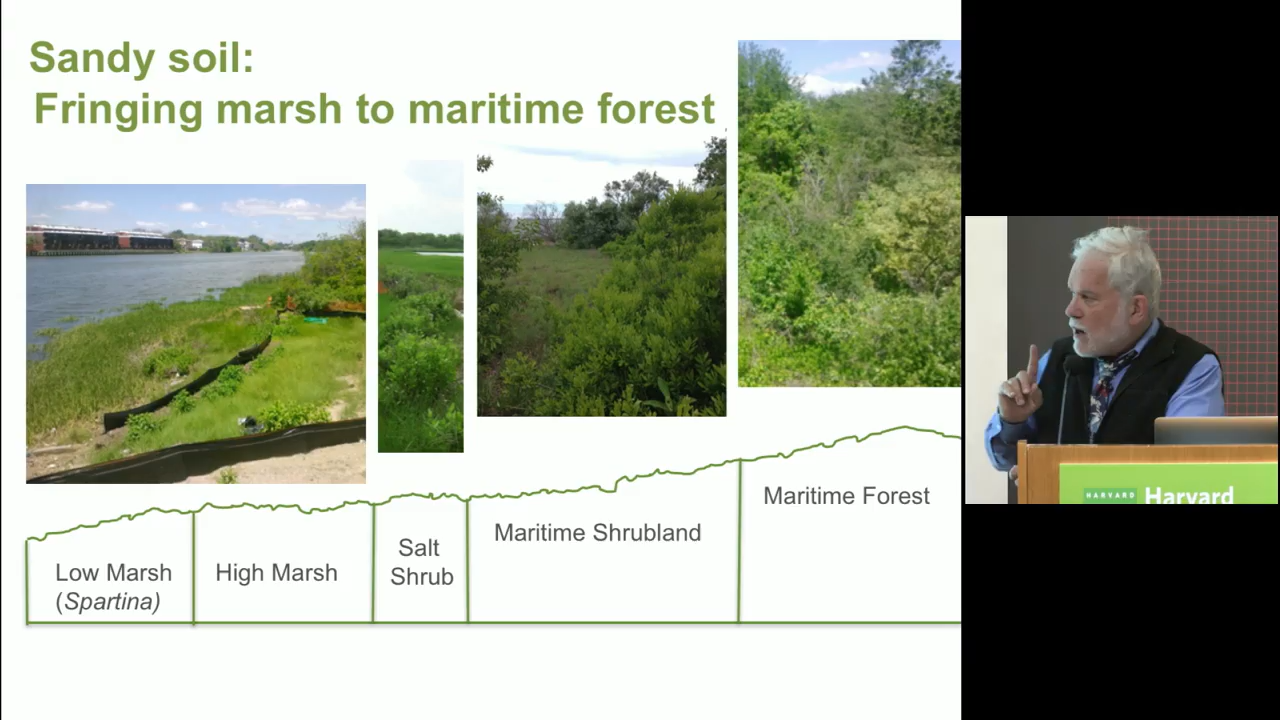 Sandy soil:
Fringing marsh to maritime forest
Low Marsh
(Spartina)
High Marsh
Salt
Shrub
Maritime Shrubland
Maritime Forest
HARVARD Harvard